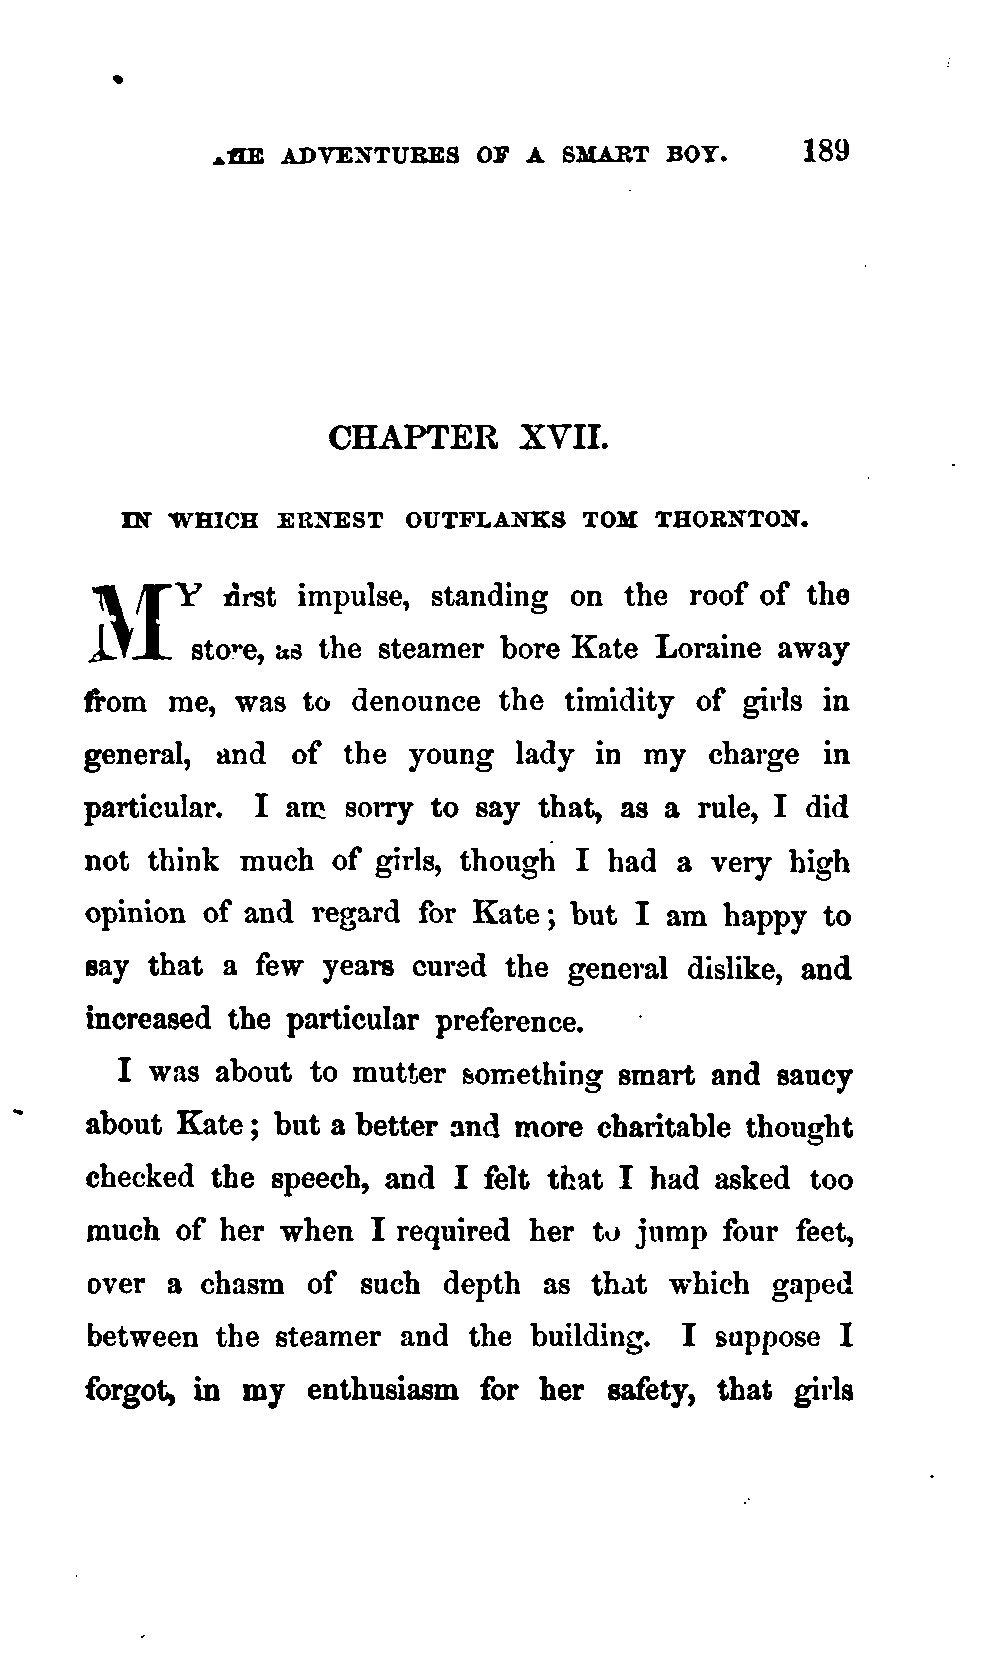 THE ADVENTURES OF A SMART BOY. 189
CHAPTER XVII.
IN WHICH ERNEST OUTFLANKS TOM THORNTON.
MY first impulse, standing on the roof of the
store, as the steamer bore Kate Loraine away
from me, was to denounce the timidity of girls in
general, and of the young lady in my charge in
particular. I am sorry to say that, as a rule, I did
not think much of girls, though I had a very high
opinion of and regard for Kate; but I am happy to
say that a few years cured the general dislike, and
increased the particular preference.
I was about to mutter something smart and saucy
about Kate; but a better and more charitable thought
checked the speech, and I felt that I had asked too
much of her when I required her to jump four feet,
over a chasm of such depth as that which gaped
between the steamer and the building. I suppose I
forgot, in my enthusiasm for her safety, that girls